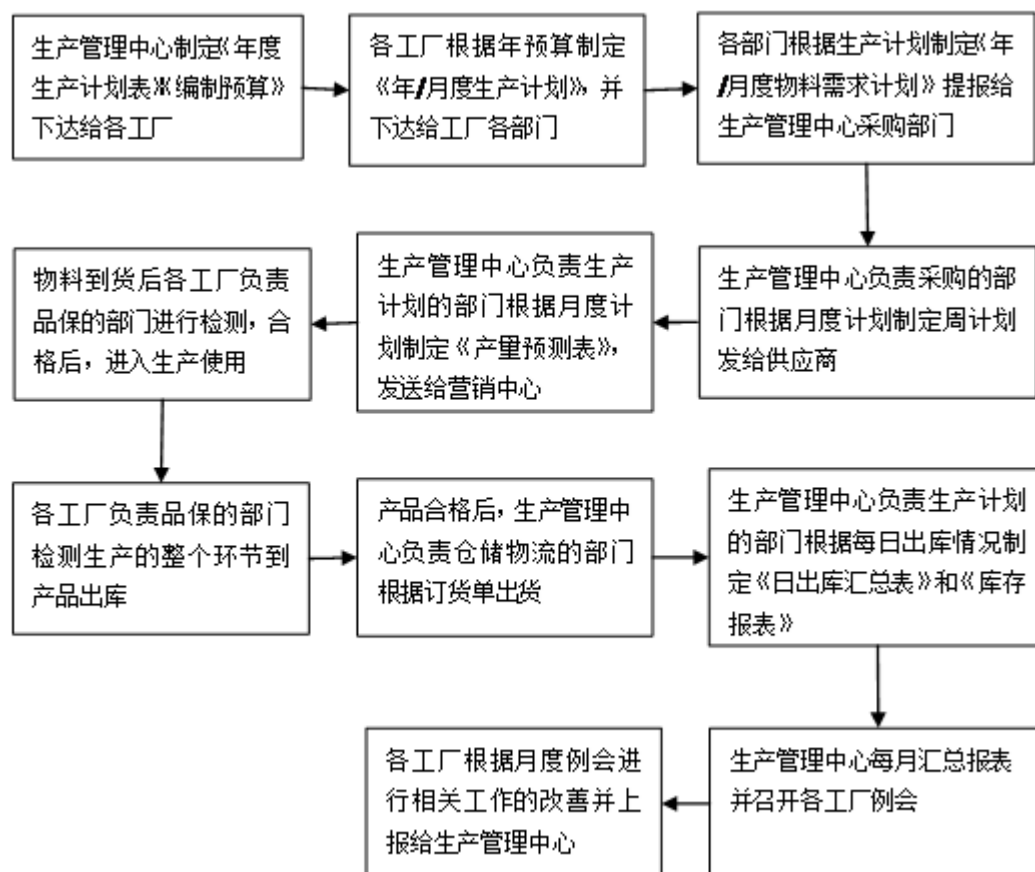 生产管理中心制定《年度
生产计划表》《编制预算》
下达给各工厂
各工厂根据年预算制定
《年/月度生产计划》,并
下达给工厂各部门
各部门根据生产计划制定《年
/月度物料需求计划》提报给
生产管理中心采购部门
生产管理中心负责采购的部
门根据月度计划制定周计划
发给供应商
生产管理中心负责生产
计划的部门根据月度计
划制定《产量预测表》,
发送给营销中心
物料到货后各工厂负责
品保的部门进行检测,合
格后,进入生产使用
各工厂负责品保的部门
检测生产的整个环节到
产品出库
产品合格后,生产管理中
心负责仓储物流的部门
根据订货单出货
生产管理中心负责生产计划
的部门根据每日出库情况制
定《日出库汇总表》和《库存
报表》
生产管理中心每月汇总报表
并召开各工厂例会
各工厂根据月度例会进
行相关工作的改善并上
报给生产管理中心